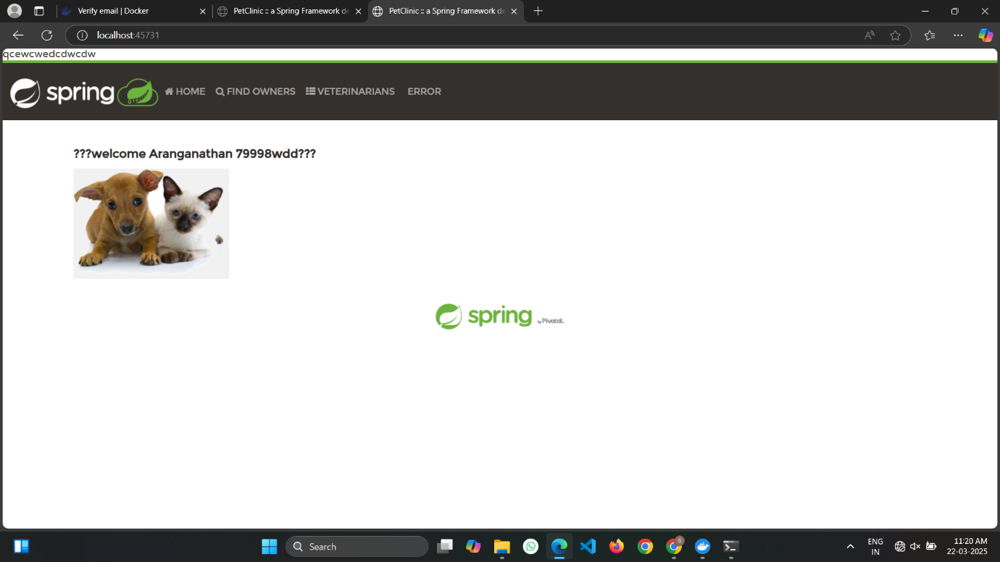 Verify email | Docker
PetClinic :: a Spring Framework de
PetClinic :: a Spring Framework de
localhost:45731
qcewcwedcdwcdw
spring
HOME
FIND OWNERS
VETERINARIANS
ERROR
???welcome Aranganathan 79998wdd???
spring by Pivotal.
Search
S
ENG
IN
11:20 AM
22-03-2025